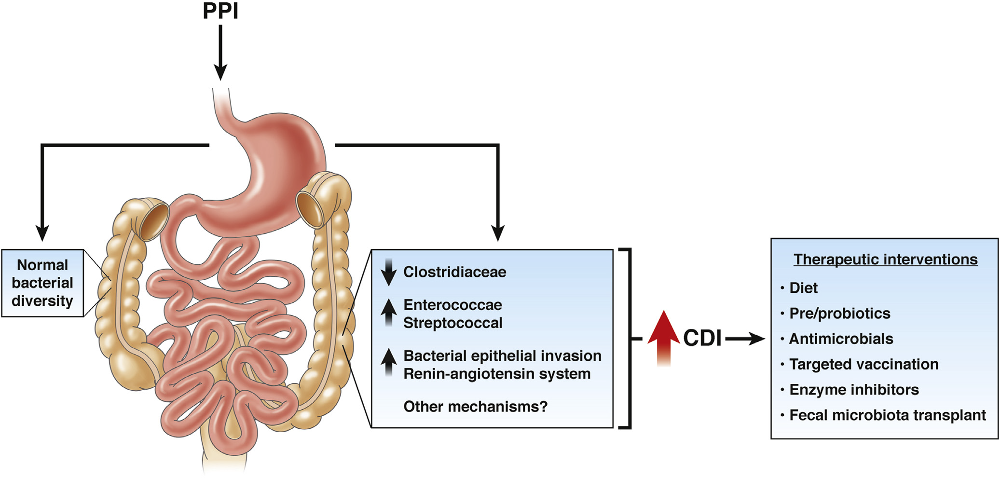 PPI
Normal
bacterial
diversity
Clostridiaceae
Enterococcae
Streptococcal
Bacterial epithelial invasion
Renin-angiotensin system
Other mechanisms?
CDI
Therapeutic interventions
• Diet
• Pre/probiotics
• Antimicrobials
• Targeted vaccination
• Enzyme inhibitors
• Fecal microbiota transplant